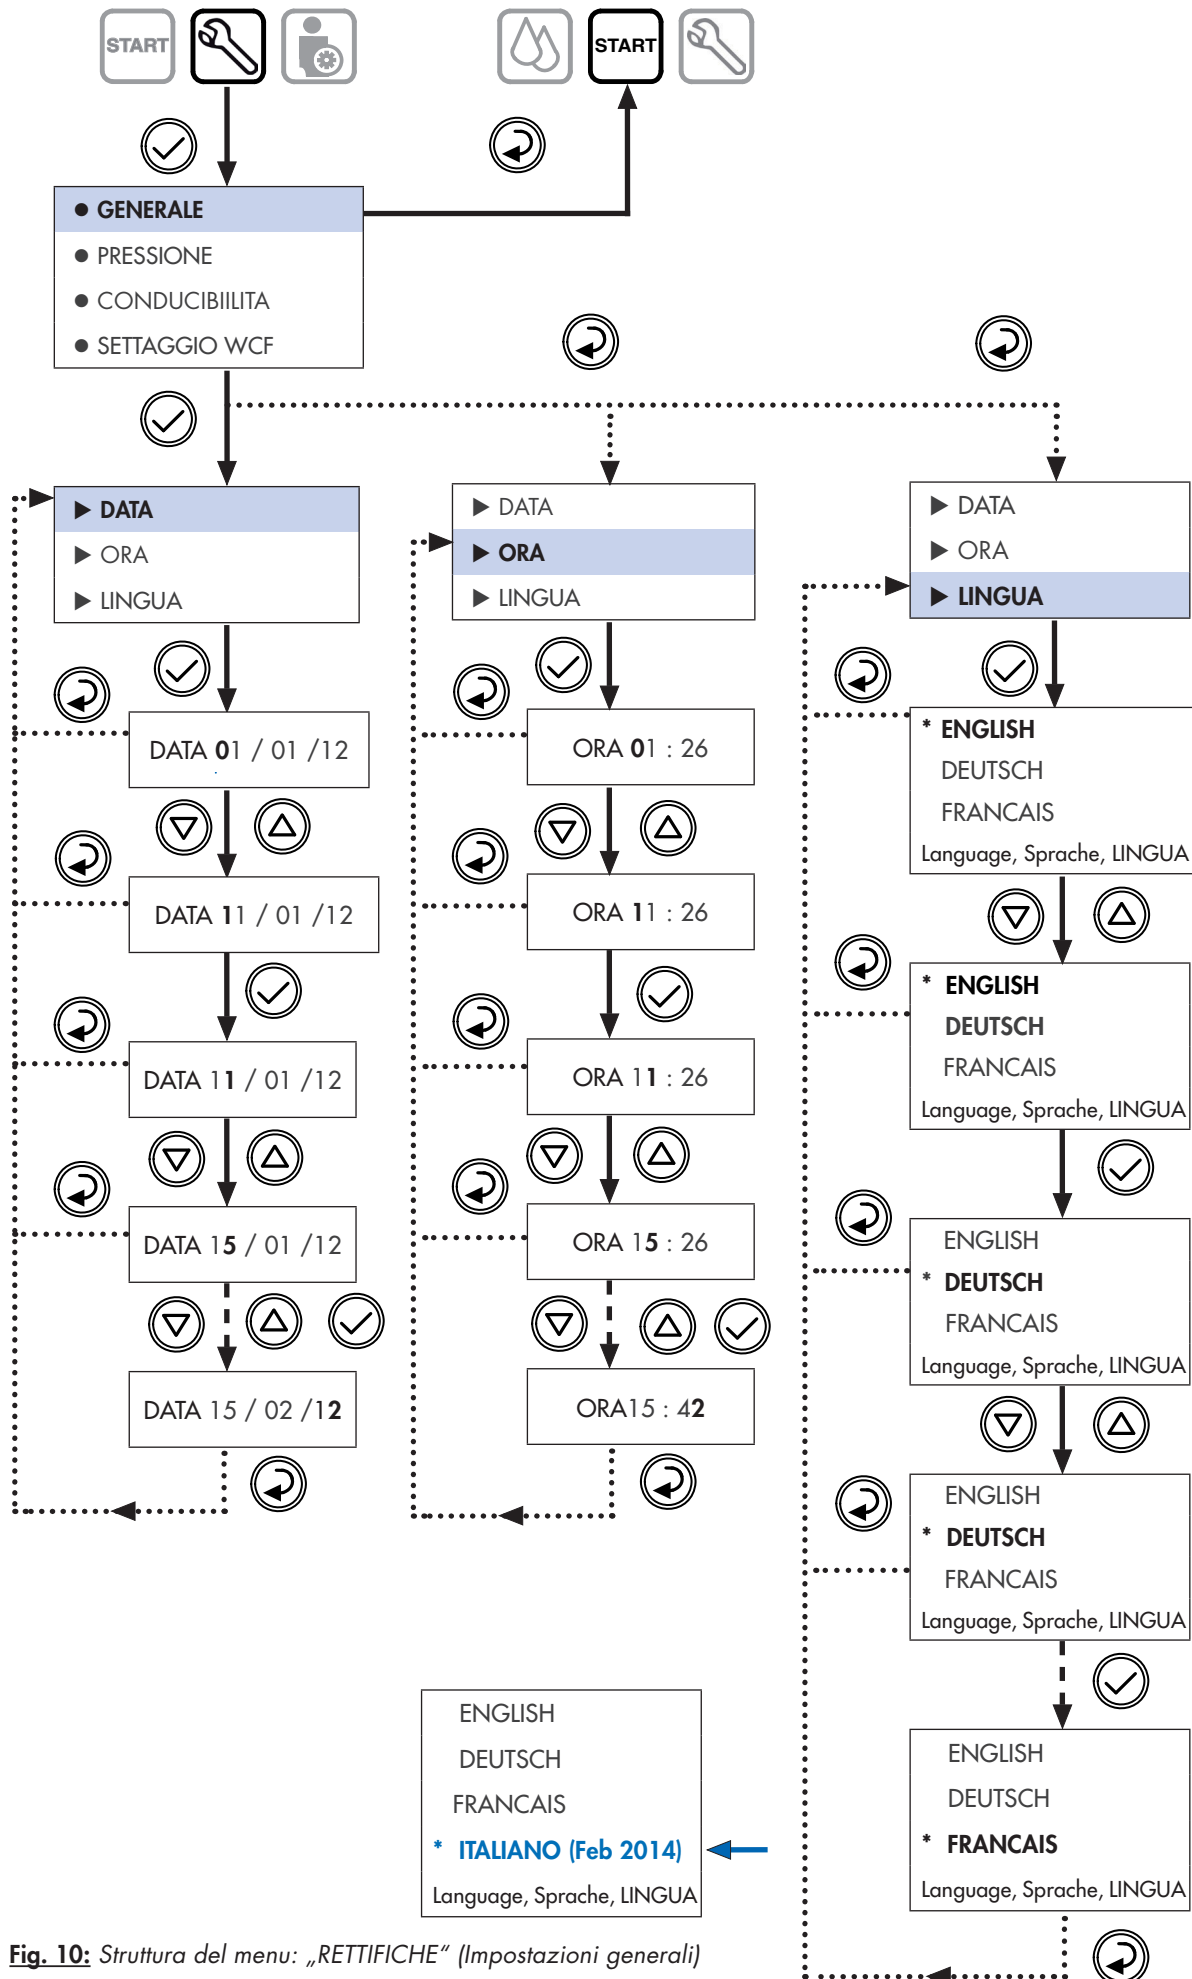 START
START
● GENERALE
● PRESSIONE
● CONDUCIBIILITA
● SETTAGGIO WCF
▶ DATA
▶ ORA
▶ LINGUA
DATA 01 / 01 /12
DATA 11 / 01 /12
DATA 11 / 01 /12
DATA 15 / 01 /12
DATA 15 / 02 /12
▶ DATA
▶ ORA
▶ LINGUA
ORA 01 : 26
ORA 11 : 26
ORA 11 : 26
ORA 15 : 26
ORA15 : 42
▶ DATA
▶ ORA
▶ LINGUA
* ENGLISH
DEUTSCH
FRANCAIS
Language, Sprache, LINGUA
* ENGLISH
DEUTSCH
FRANCAIS
Language, Sprache, LINGUA
ENGLISH
* DEUTSCH
FRANCAIS
Language, Sprache, LINGUA
ENGLISH
* DEUTSCH
FRANCAIS
Language, Sprache, LINGUA
ENGLISH
DEUTSCH
* FRANCAIS
Language, Sprache, LINGUA
ENGLISH
DEUTSCH
FRANCAIS
* ITALIANO (Feb 2014)
Language, Sprache, LINGUA
Fig. 10: Struttura del menu: „RETTIFICHE“ (Impostazioni generali)